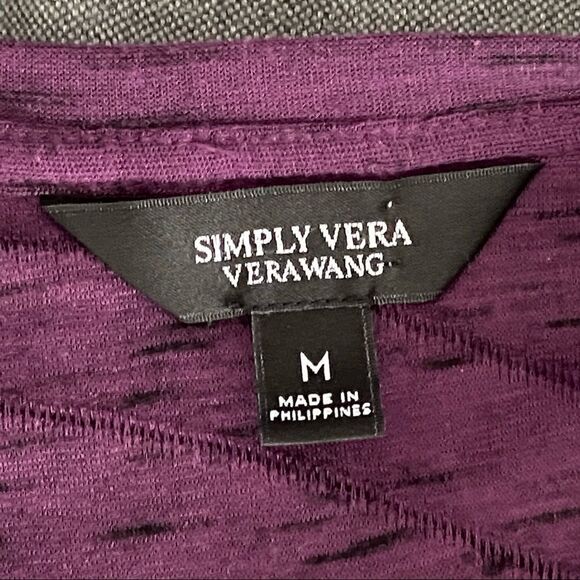 SIMPLY VERA
VERAWANG
M
MADE IN
PHILIPPINES